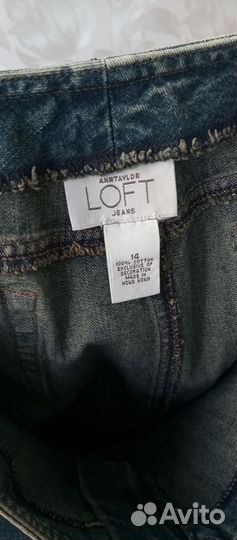 ANNTAYLOR
LOFT
JEANS
14
100% COTTON
EXCLUSIVE OF
DECORATION
MADE IN
HONG KONG
Avito